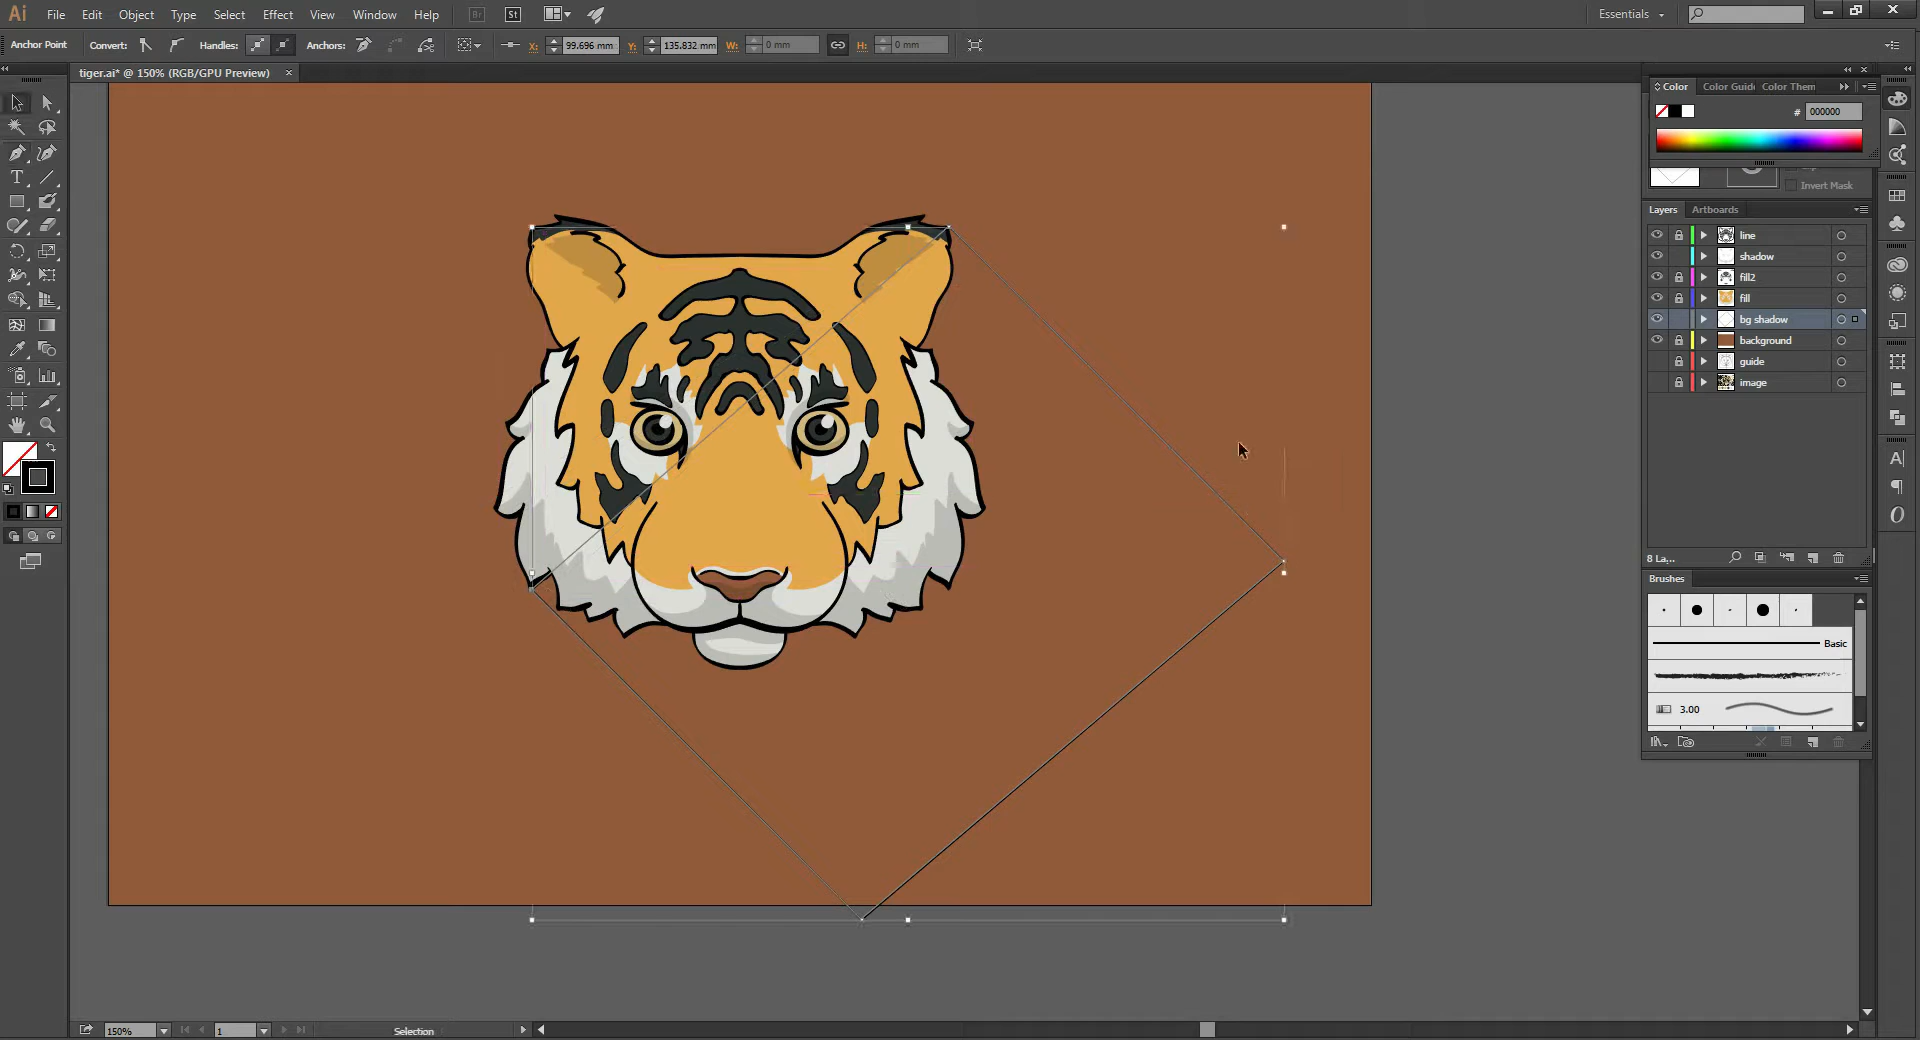 Ai File Edit Object Type Select Effect View Window Help Br St Essentials
Anchor Point Convert: Handles: Anchors: X: 99.696 mm Y: 135.832 mm W: 0 mm H: 0 mm
tiger.ai* @ 150% (RGB/GPU Preview)
Color Color Guide Color Them
# 000000
Invert Mask
Layers Artboards
line
shadow
fill2
fill
bg shadow
background
guide
image
8 La...
Brushes
Basic
3.00
150% 1 Selection